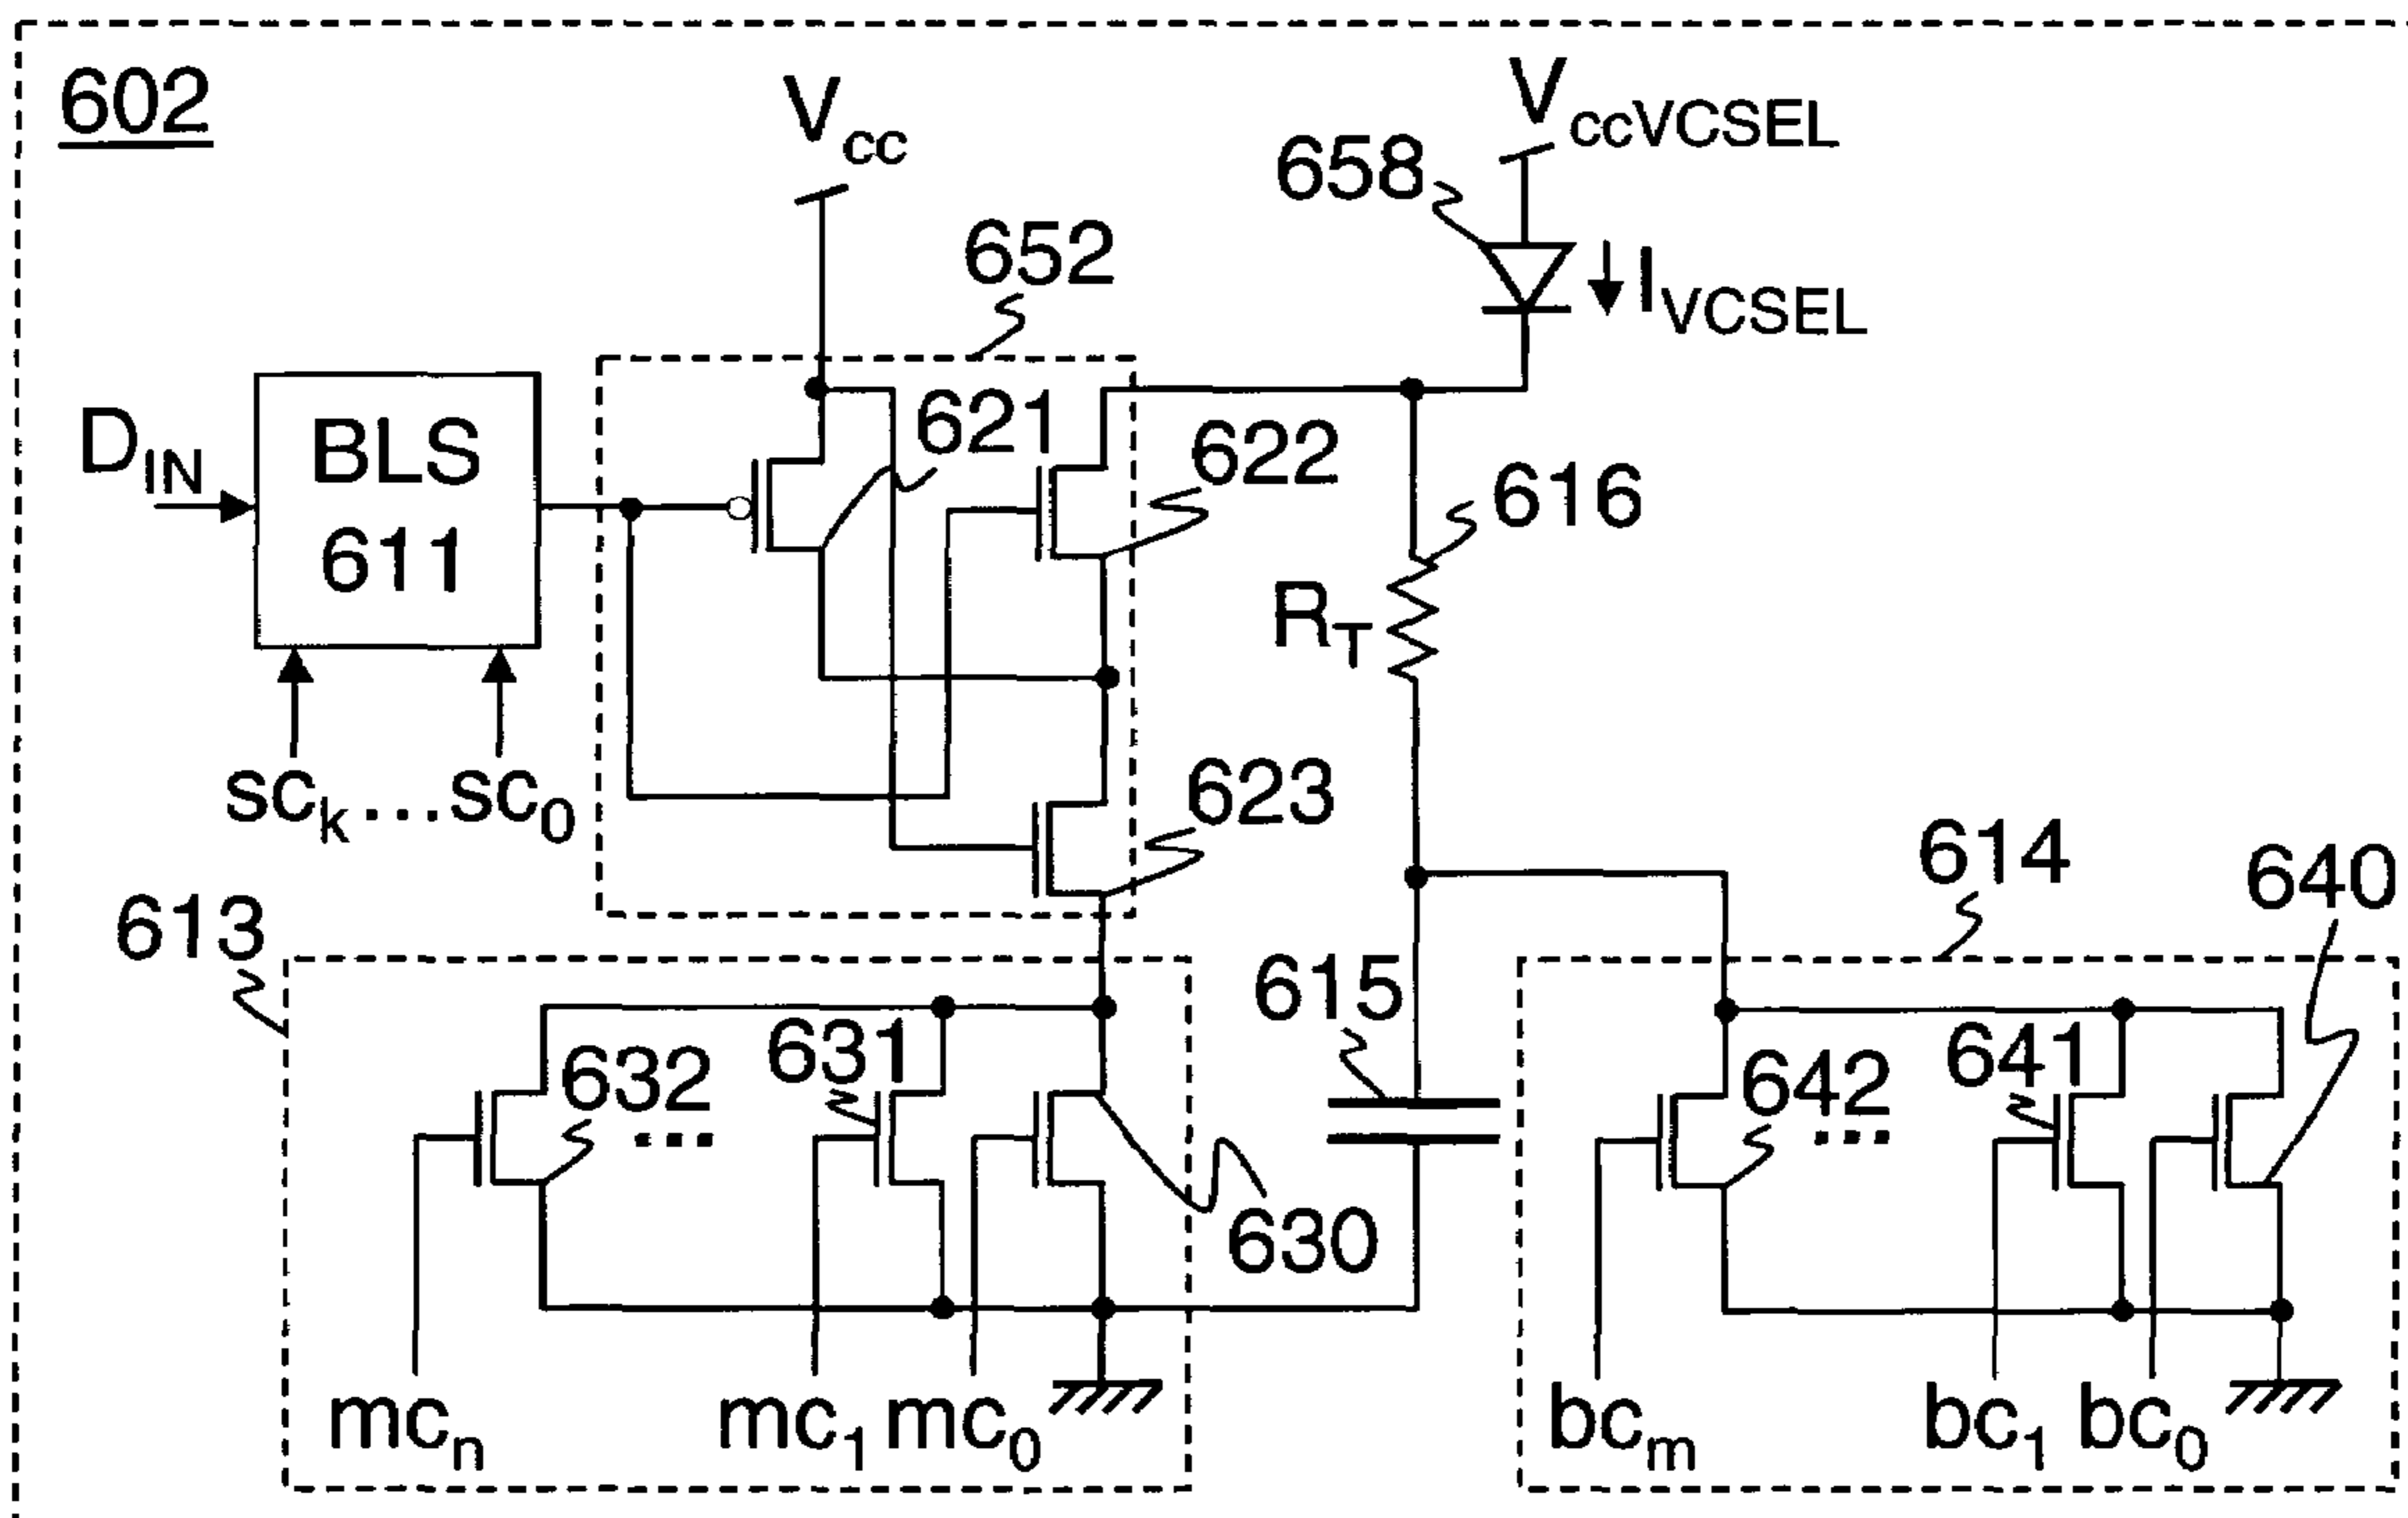 602
V_cc
V_ccVCSEL
658
652
I_VCSEL
D_IN
BLS
611
621
622
616
R_T
sc_k...sc_0
623
614
640
613
615
631
632 ...
641
642 ...
630
mc_n
mc_1 mc_0
bc_m
bc_1 bc_0